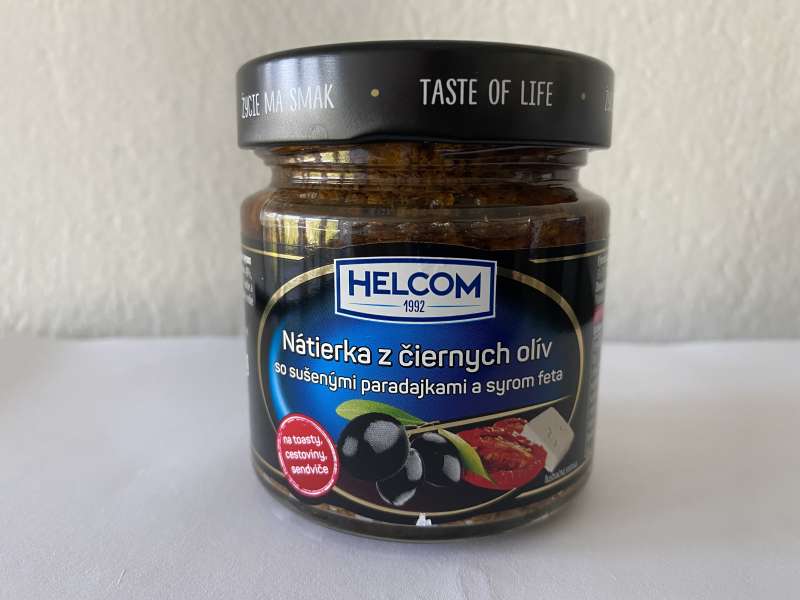 ŻYCIE MA SMAK • TASTE OF LIFE •
HELCOM
1992
Nátierka z čiernych olív
so sušenými paradajkami a syrom feta
na toasty,
cestoviny,
sendviče